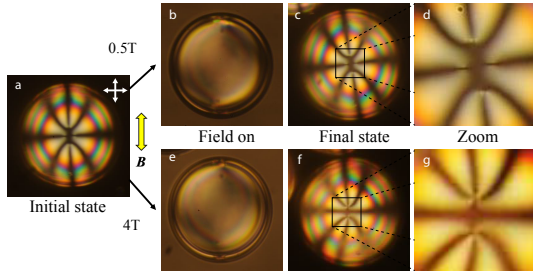 b
c
d
0.5T
a
Field on
Final state
Zoom
B
e
f
g
Initial state
4T